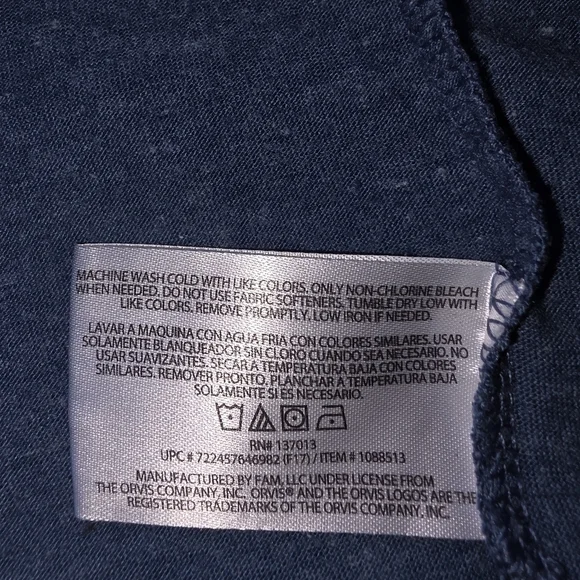 MACHINE WASH COLD WITH LIKE COLORS. ONLY NON-CHLORINE BLEACH
WHEN NEEDED. DO NOT USE FABRIC SOFTENERS. TUMBLE DRY LOW WITH
LIKE COLORS. REMOVE PROMPTLY. LOW IRON IF NEEDED.
LAVAR A MAQUINA CON AGUA FRIA CON COLORES SIMILARES. USAR
SOLAMENTE BLANQUEADOR SIN CLORO CUANDO SEA NECESARIO. NO
USAR SUAVIZANTES. SECAR A TEMPERATURA BAJA CON COLORES
SIMILARES. REMOVER PRONTO. PLANCHAR A TEMPERATURA BAJA
SOLAMENTE SI ES NECESARIO.
RN# 137013
UPC # 722457646982 (F17) / ITEM # 1088513
MANUFACTURED BY FAM, LLC UNDER LICENSE FROM
THE ORVIS COMPANY, INC. ORVIS® AND THE ORVIS LOGOS ARE THE
REGISTERED TRADEMARKS OF THE ORVIS COMPANY, INC.